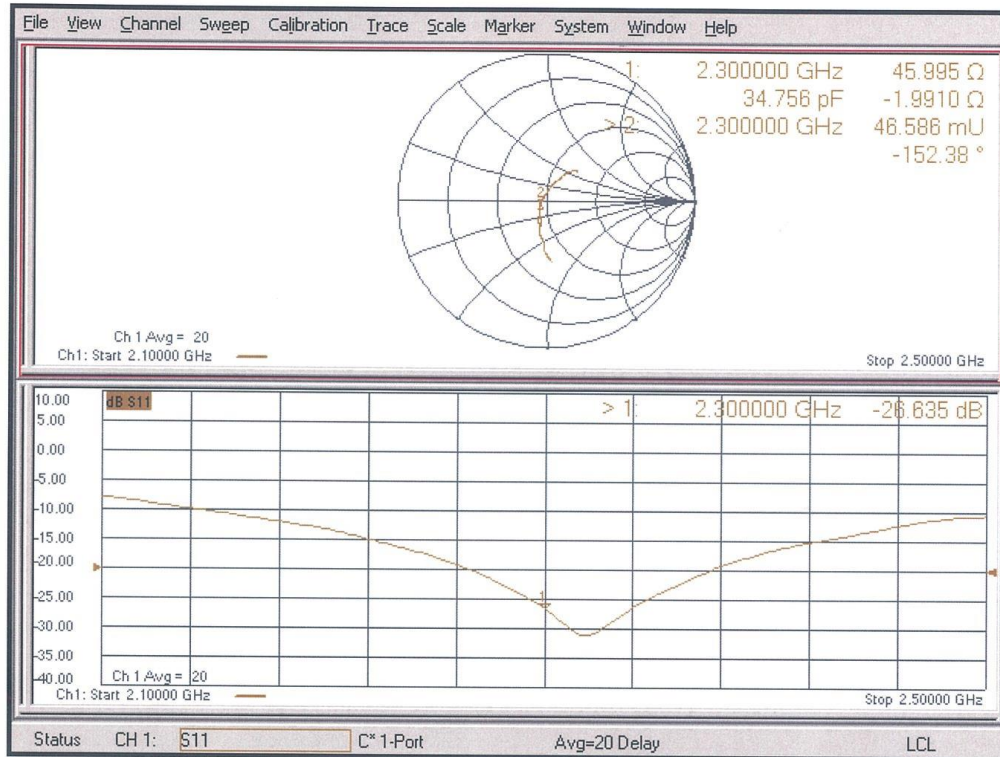 File View Channel Sweep Calibration Trace Scale Marker System Window Help
1: 2.300000 GHz 45.995 Ω
34.756 pF -1.9910 Ω
> 2: 2.300000 GHz 46.586 mU
-152.38 °
2
1
Ch 1 Avg = 20
Ch1: Start 2.10000 GHz
Stop 2.50000 GHz
dB S11
> 1: 2.300000 GHz -26.635 dB
10.00
5.00
0.00
-5.00
-10.00
-15.00
-20.00
-25.00
-30.00
-35.00
-40.00
1
Ch 1 Avg = 20
Ch1: Start 2.10000 GHz
Stop 2.50000 GHz
Status CH 1: S11 C* 1-Port Avg=20 Delay LCL